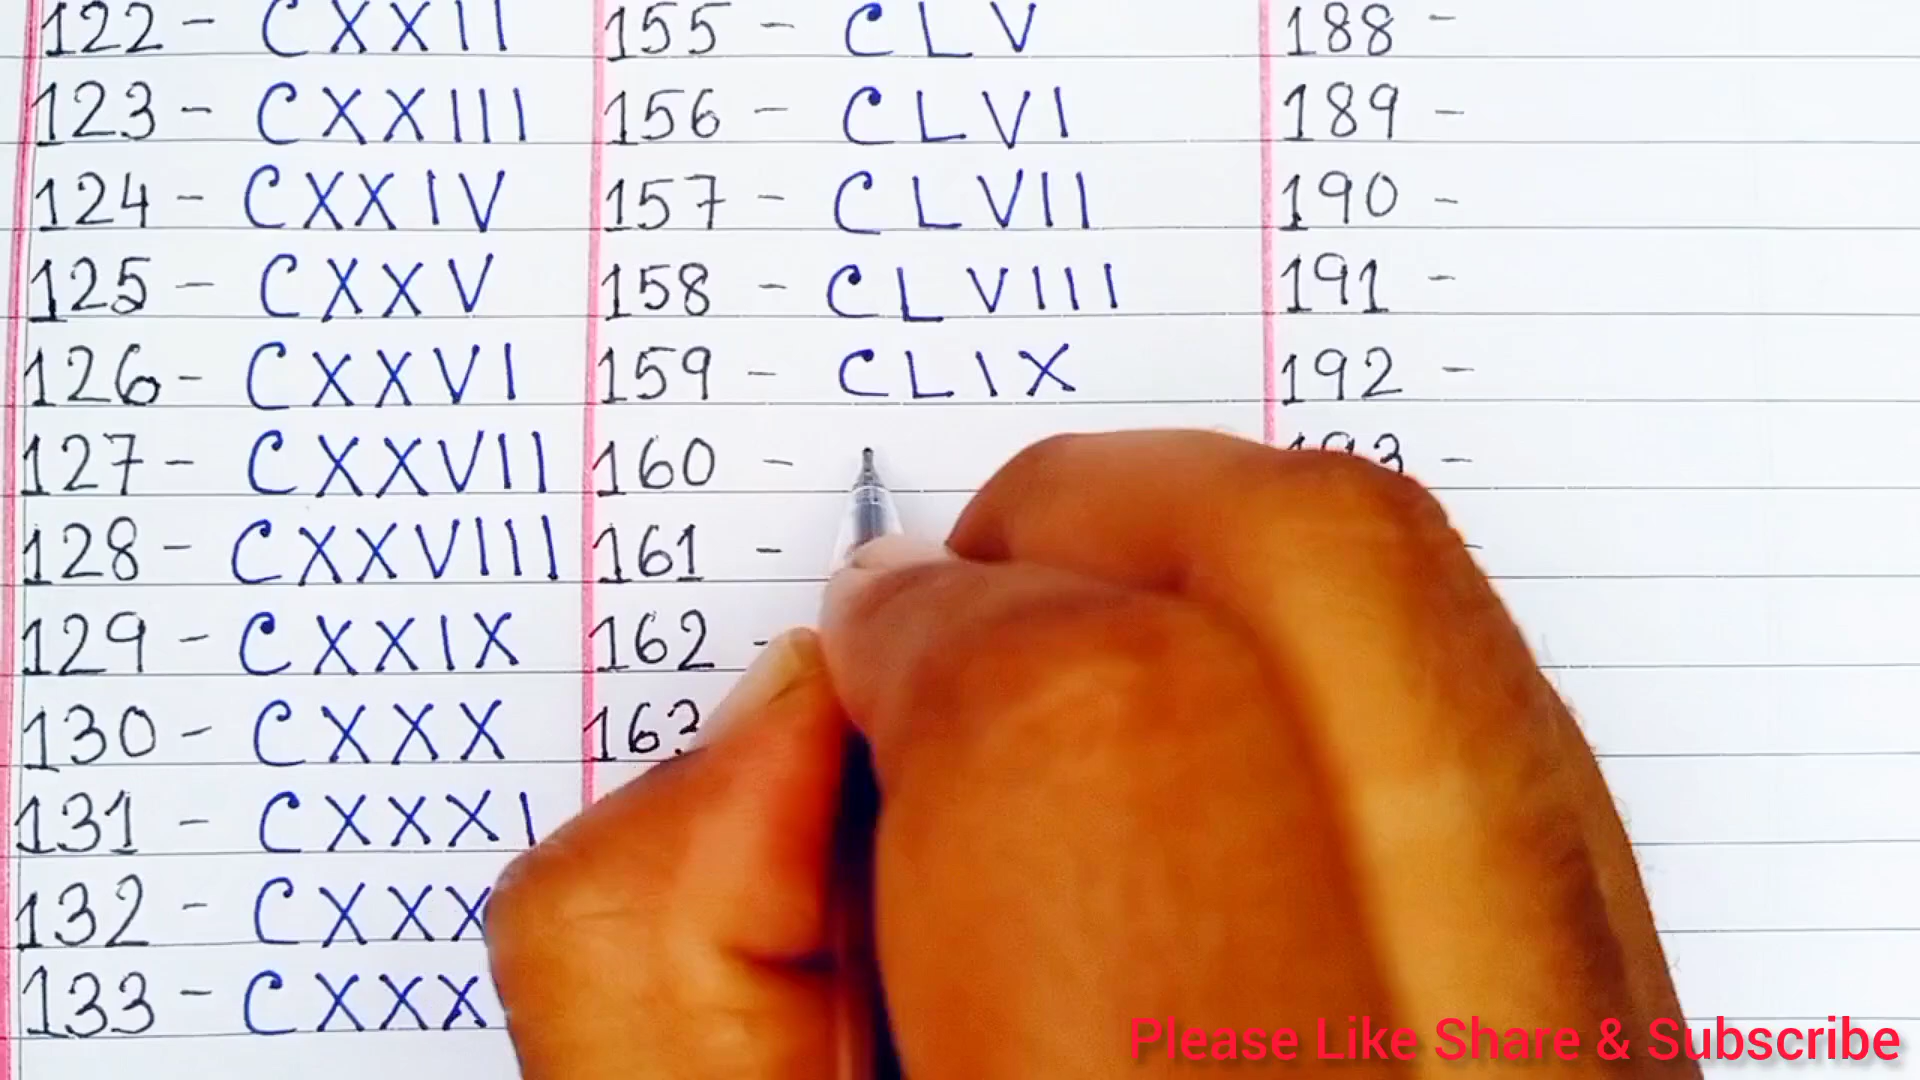 122 - CXXII
123 - CXXIII
124 - CXXIV
125 - CXXV
126 - CXXVI
127 - CXXVII
128 - CXXVIII
129 - CXXIX
130 - CXXX
131 - CXXXI
132 - CXXX
133 - CXXX
155 - CLV
156 - CLVI
157 - CLVII
158 - CLVIII
159 - CLIX
160 -
161 -
162 -
163
188 -
189 -
190 -
191 -
192 -
193 -
Please Like Share & Subscribe